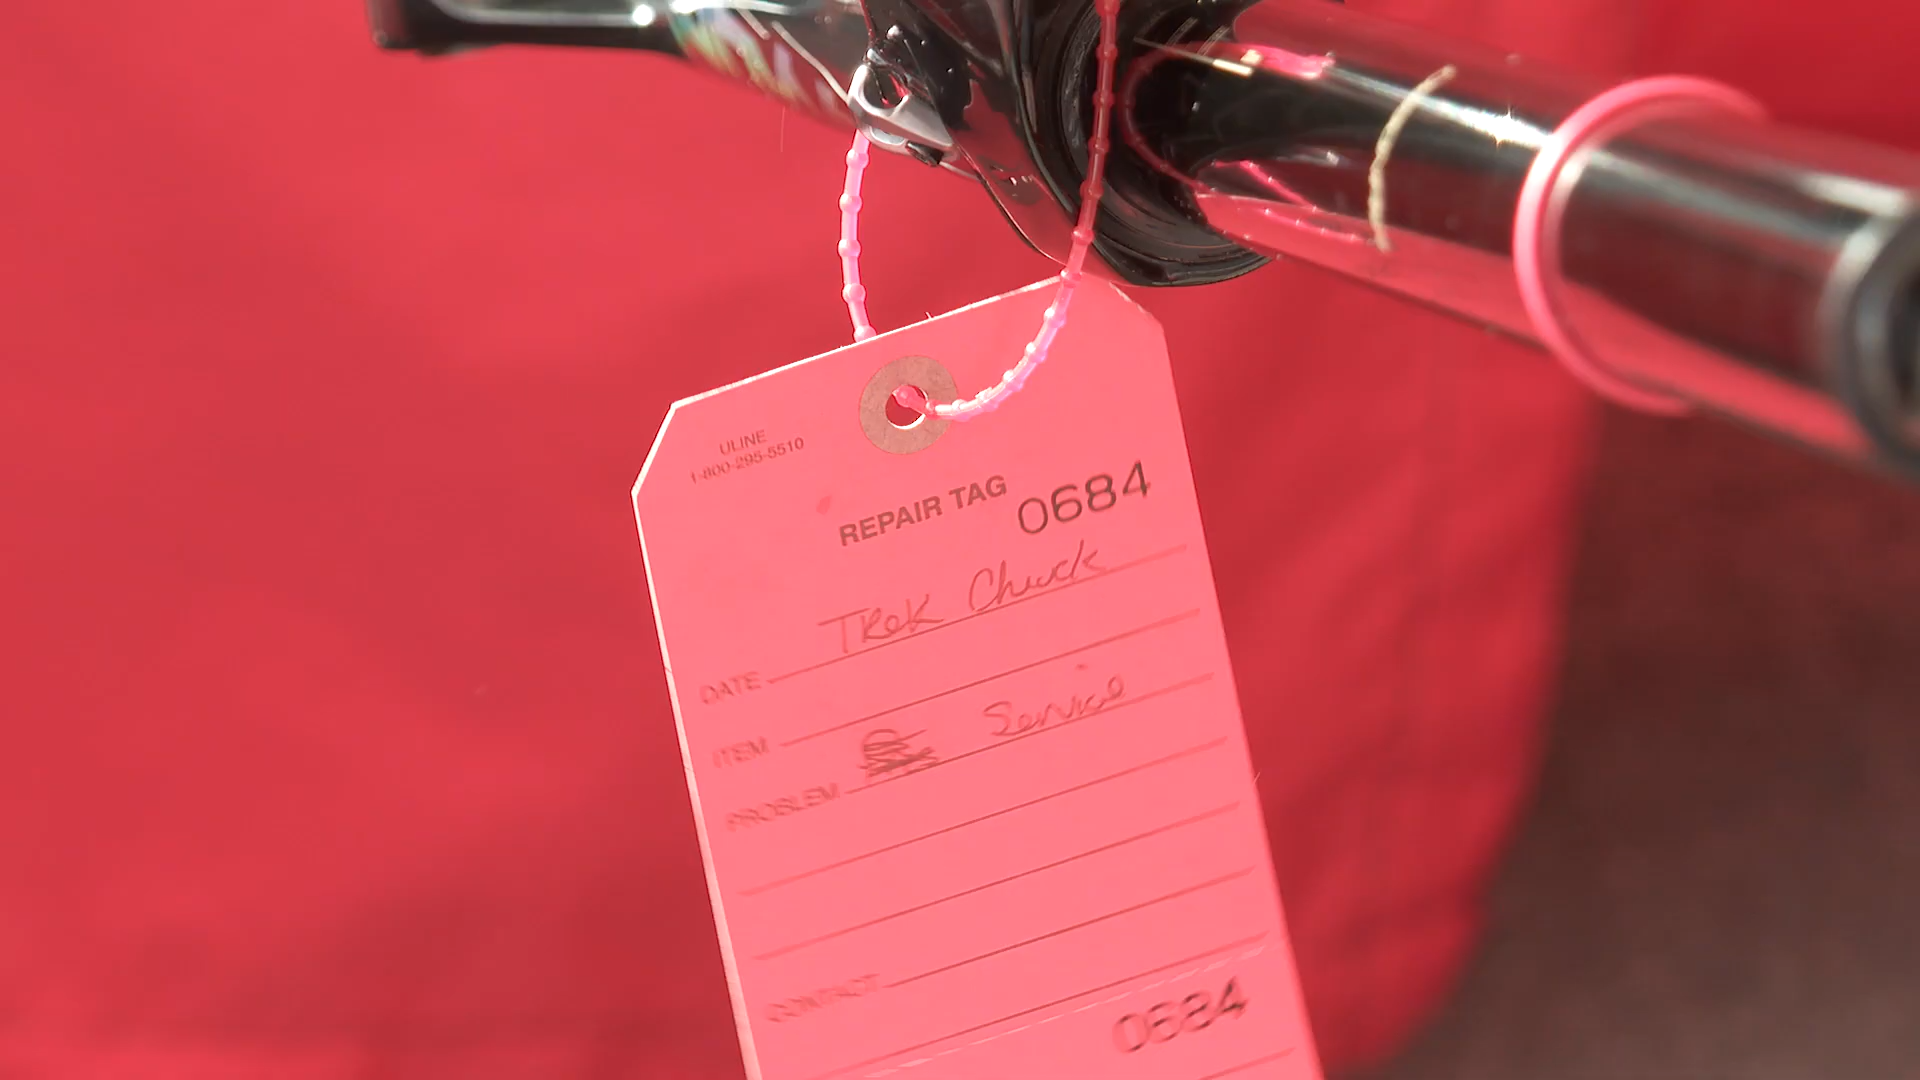 ULINE
1-800-295-5510
REPAIR TAG 0684
TReK Chuck
DATE
ITEM
PROBLEM Service
CONTACT
0684